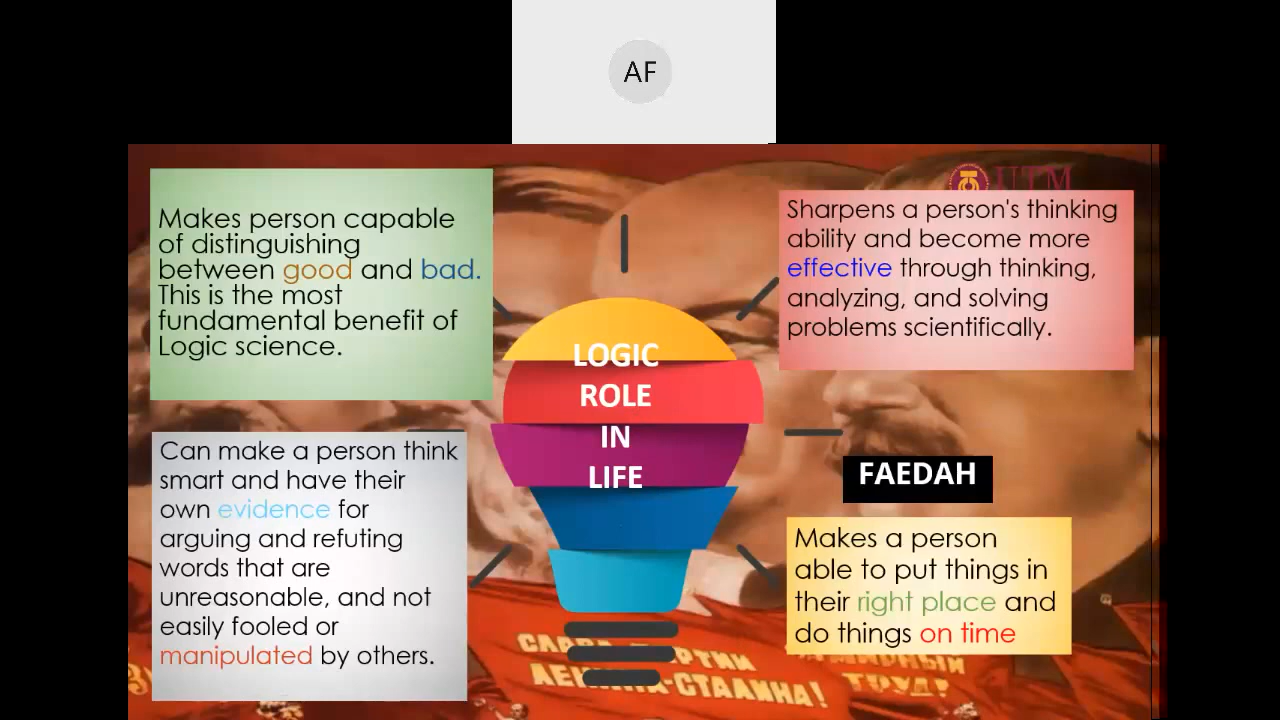 AF
UTM
Makes person capable
of distinguishing
between good and bad.
This is the most
fundamental benefit of
Logic science.
Sharpens a person's thinking
ability and become more
effective through thinking,
analyzing, and solving
problems scientifically.
LOGIC
ROLE
IN
LIFE
Can make a person think
smart and have their
own evidence for
arguing and refuting
words that are
unreasonable, and not
easily fooled or
manipulated by others.
FAEDAH
Makes a person
able to put things in
their right place and
do things on time
ЛЕНИНА-СТАЛИНА!
ТРУД!